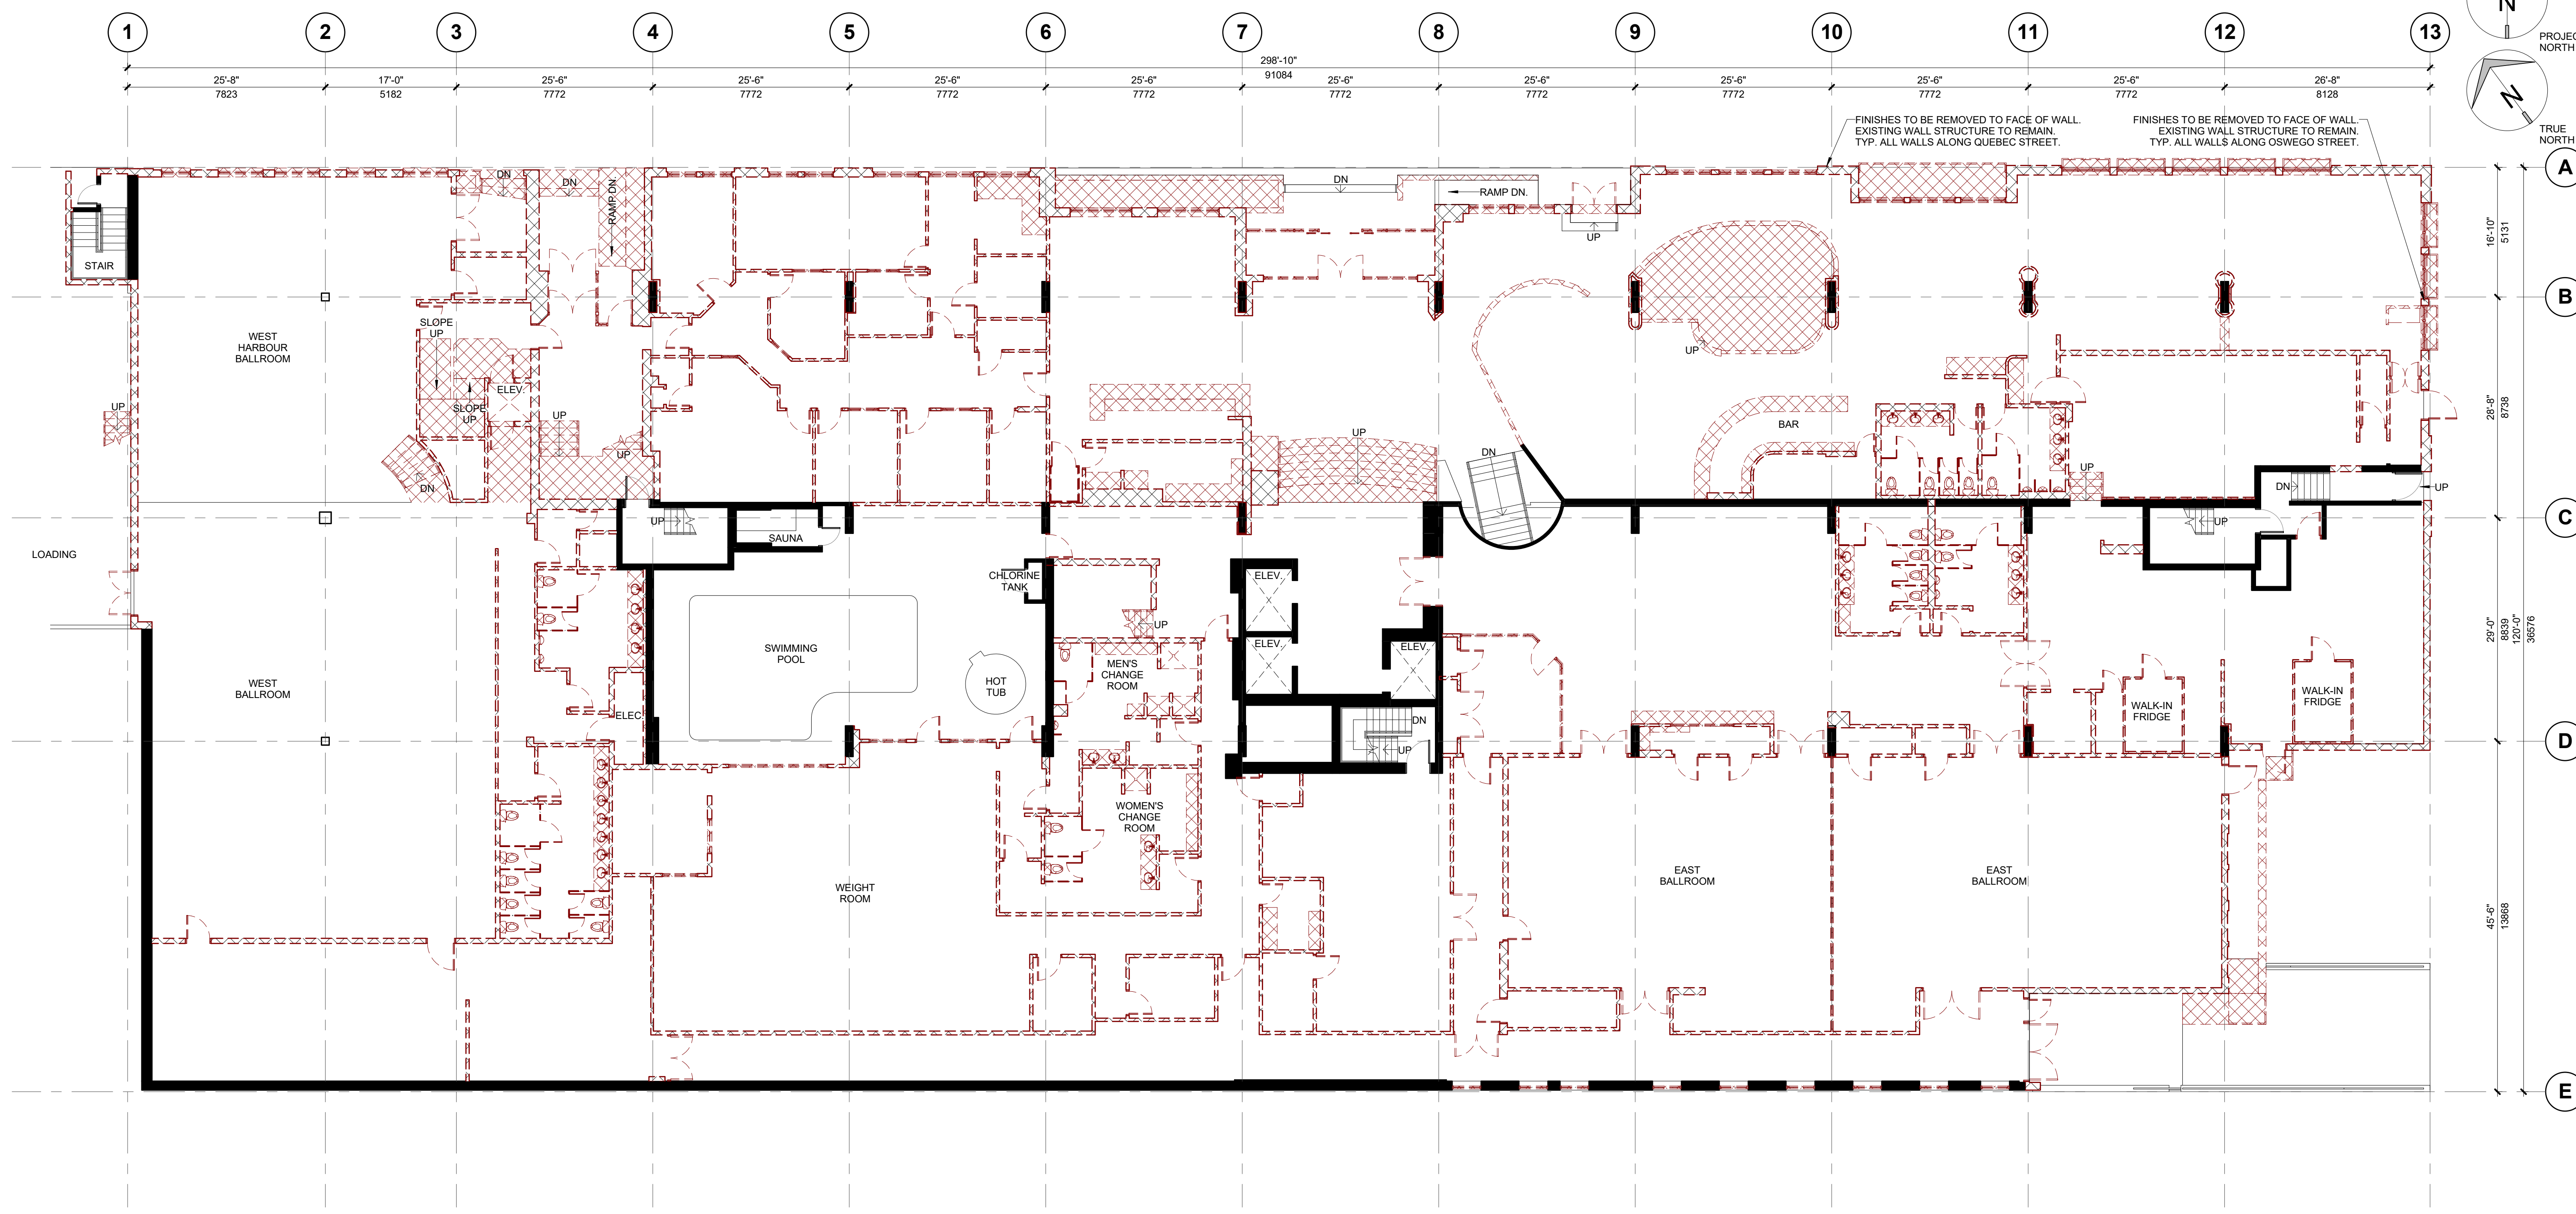 1 2 3 4 5 6 7 8 9 10 11 12 13
N
PROJEC
NORTH
298'-10"
91084
25'-8" 17'-0" 25'-6" 25'-6" 25'-6" 25'-6" 25'-6" 25'-6" 25'-6" 25'-6" 25'-6" 26'-8"
7823 5182 7772 7772 7772 7772 7772 7772 7772 7772 7772 8128
N
TRUE
NORTH
FINISHES TO BE REMOVED TO FACE OF WALL.
EXISTING WALL STRUCTURE TO REMAIN.
TYP. ALL WALLS ALONG QUEBEC STREET.
FINISHES TO BE REMOVED TO FACE OF WALL.
EXISTING WALL STRUCTURE TO REMAIN.
TYP. ALL WALLS ALONG OSWEGO STREET.
A
DN
DN
RAMP DN.
DN
RAMP DN.
UP
STAIR
16'-10"
5131
B
WEST
HARBOUR
BALLROOM
SLOPE
UP
SLOPE
UP
ELEV.
UP
UP
UP
DN
UP
UP
DN
BAR
UP
DN
UP
28'-8"
8738
C
LOADING
UP
SAUNA
CHLORINE
TANK
ELEV.
ELEV.
ELEV.
UP
UP
SWIMMING
POOL
HOT
TUB
MEN'S
CHANGE
ROOM
WEST
BALLROOM
ELEC.
DN
UP
WALK-IN
FRIDGE
WALK-IN
FRIDGE
29'-0"
8839
120'-0"
36576
D
WOMEN'S
CHANGE
ROOM
WEIGHT
ROOM
EAST
BALLROOM
EAST
BALLROOM
45'-6"
13868
E